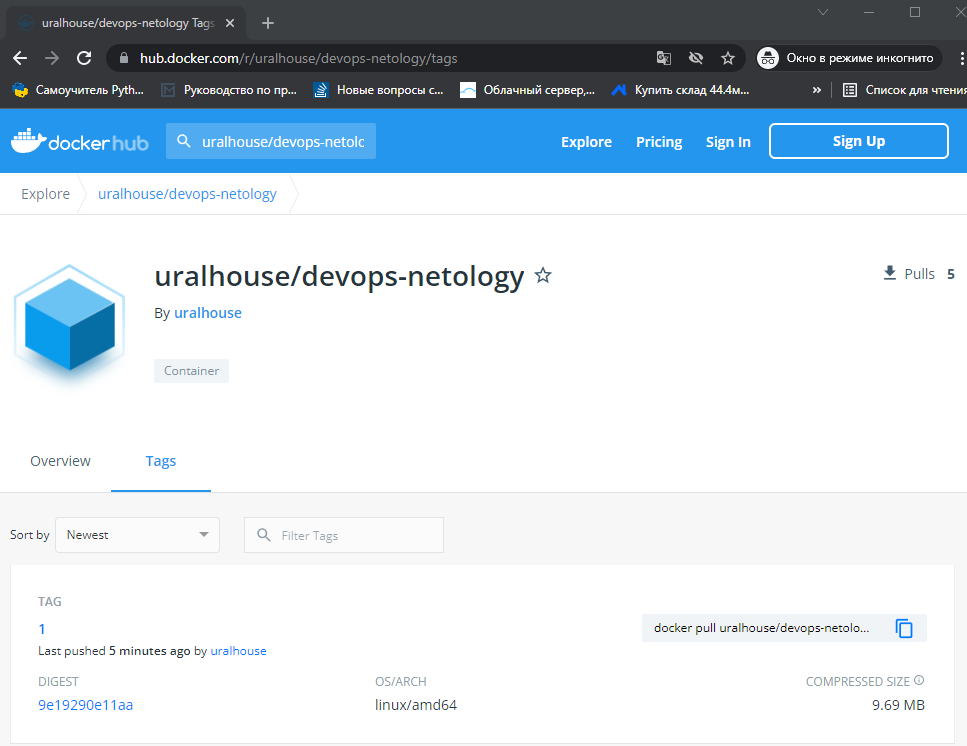 uralhouse/devops-netology Tags
hub.docker.com/r/uralhouse/devops-netology/tags
Окно в режиме инкогнито
Самоучитель Pyth...
Руководство по пр...
Новые вопросы с...
Облачный сервер,...
Купить склад 44.4м...
»
Список для чтения
docker hub
uralhouse/devops-netolc
Explore
Pricing
Sign In
Sign Up
Explore
uralhouse/devops-netology
uralhouse/devops-netology
Pulls 5
By uralhouse
Container
Overview
Tags
Sort by
Newest
Filter Tags
TAG
1
docker pull uralhouse/devops-netolo...
Last pushed 5 minutes ago by uralhouse
DIGEST
OS/ARCH
COMPRESSED SIZE
9e19290e11aa
linux/amd64
9.69 MB